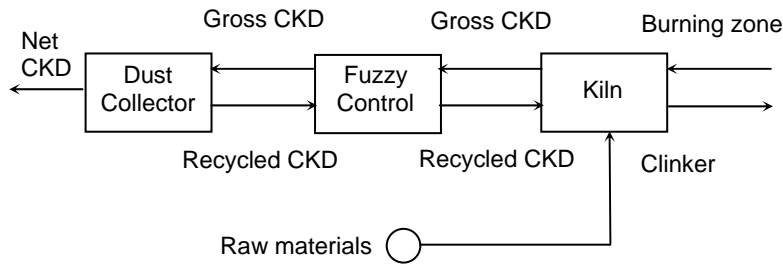 Gross CKD
Gross CKD
Burning zone
Net
CKD
Dust
Collector
Fuzzy
Control
Kiln
Recycled CKD
Recycled CKD
Clinker
Raw materials